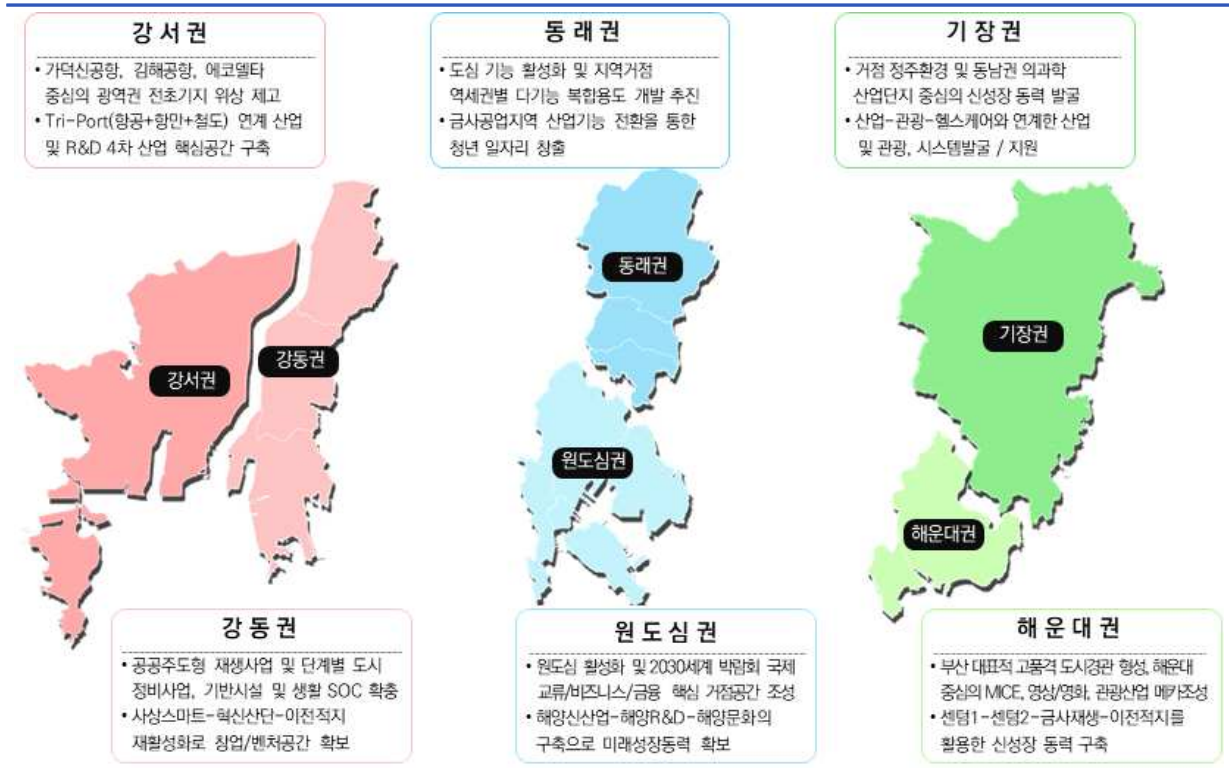 강서권
• 가덕신공항, 김해공항, 에코델타
중심의 광역권 전초기지 위상 제고
• Tri-Port(항공+항만+철도) 연계 산업
및 R&D 4차 산업 핵심공간 구축
동래권
• 도심 기능 활성화 및 지역거점
역세권별 다기능 복합용도 개발 추진
• 금사공업지역 산업기능 전환을 통한
청년 일자리 창출
기장권
• 거점 정주환경 및 동남권 의과학
산업단지 중심의 신성장 동력 발굴
• 산업-관광-헬스케어와 연계한 산업
및 관광, 시스템발굴 / 지원
강서권
강동권
동래권
원도심권
기장권
해운대권
강동권
• 공공주도형 재생사업 및 단계별 도시
정비사업, 기반시설 및 생활 SOC 확충
• 사상스마트-혁신산단-이전적지
재활성화로 창업/벤처공간 확보
원도심권
• 원도심 활성화 및 2030세계 박람회 국제
교류/비즈니스/금융 핵심 거점공간 조성
• 해양신산업-해양R&D-해양문화의
구축으로 미래성장동력 확보
해운대권
• 부산 대표적 고품격 도시경관 형성, 해운대
중심의 MICE, 영상/영화, 관광산업 메카조성
• 센텀1-센텀2-금사재생-이전적지를
활용한 신성장 동력 구축